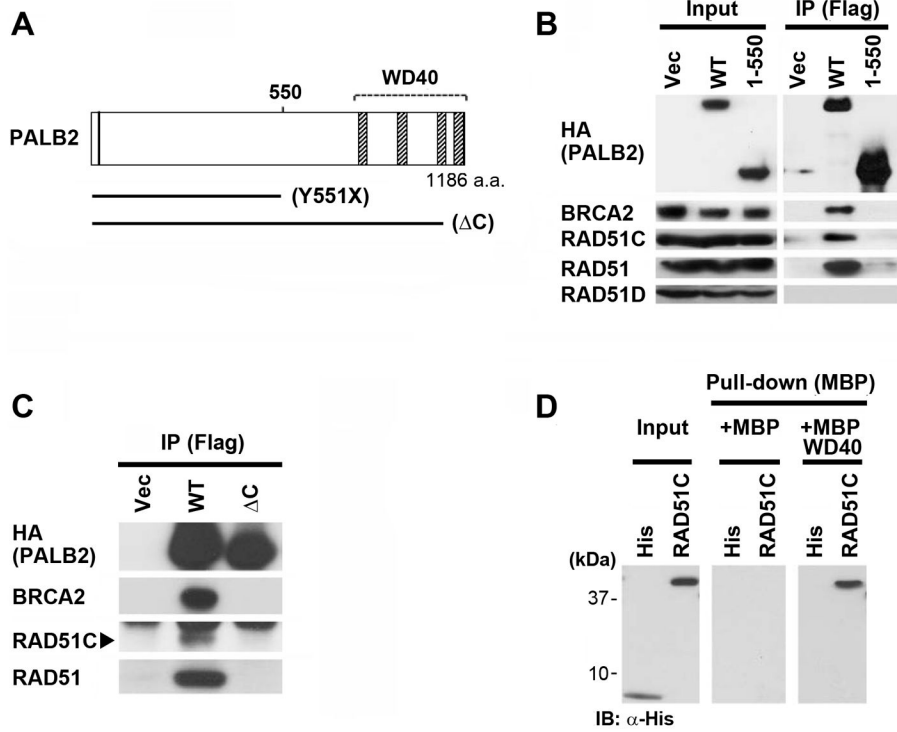 A
WD40
550
PALB2
1186 a.a.
(Y551X)
(ΔC)
B
Input
IP (Flag)
Vec
WT
1-550
Vec
WT
1-550
HA
(PALB2)
BRCA2
RAD51C
RAD51
RAD51D
C
IP (Flag)
Vec
WT
ΔC
HA
(PALB2)
BRCA2
RAD51C
RAD51
D
Pull-down (MBP)
Input
+MBP
+MBP
WD40
His
RAD51C
His
RAD51C
His
RAD51C
(kDa)
37-
10-
IB: α-His